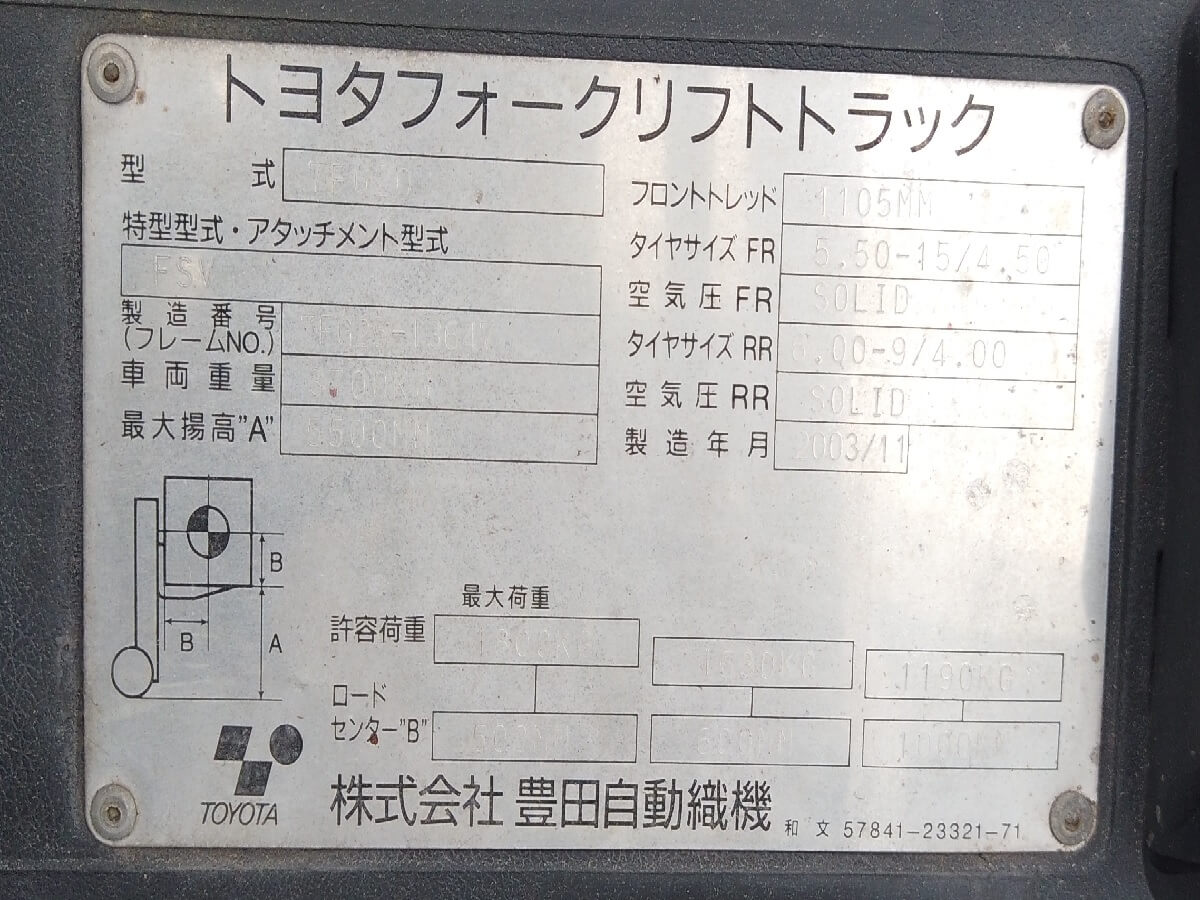 トヨタフォークリフトトラック
型 式
特型型式・アタッチメント型式
FSV
製造番号
(フレームNO.)
車両重量
最大揚高"A"
フロントトレッド 1105MM
タイヤサイズ FR 5.50-15/4.50
空気圧 FR SOLID
タイヤサイズ RR 6.00-9/4.00
空気圧 RR SOLID
製造年月 2003/11
B
B
A
最大荷重
許容荷重 1190KG
ロード
センター"B"
TOYOTA
株式会社 豊田自動織機
和文 57841-23321-71